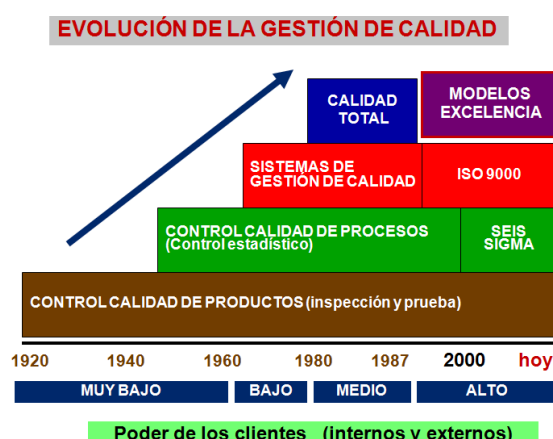 EVOLUCIÓN DE LA GESTIÓN DE CALIDAD
CALIDAD
TOTAL
MODELOS
EXCELENCIA
SISTEMAS DE
GESTIÓN DE CALIDAD
ISO 9000
CONTROL CALIDAD DE PROCESOS
(Control estadístico)
SEIS
SIGMA
CONTROL CALIDAD DE PRODUCTOS (inspección y prueba)
1920 1940 1960 1980 1987 2000 hoy
MUY BAJO BAJO MEDIO ALTO
Poder de los clientes (internos y externos)